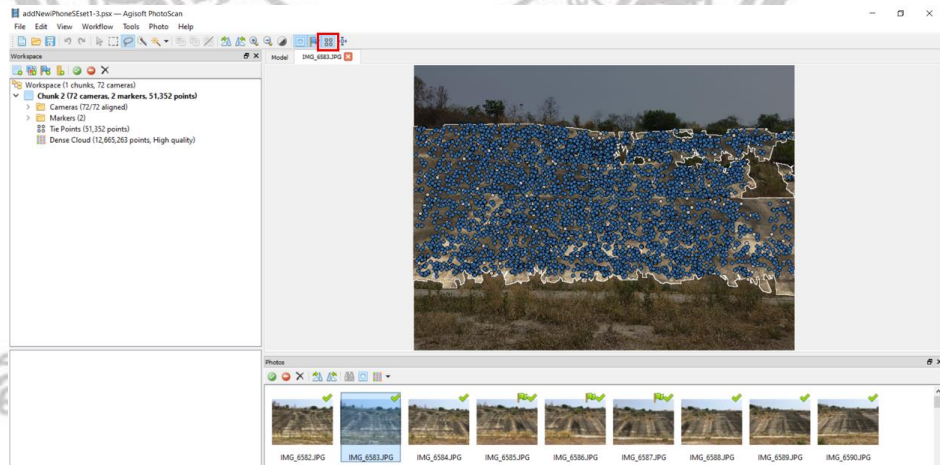 addNewiPhoneSEset1-3.psx — Agisoft PhotoScan
File Edit View Workflow Tools Photo Help
Workspace
Model IMG_6583.JPG
Workspace (1 chunks, 72 cameras)
Chunk 2 (72 cameras, 2 markers, 51,352 points)
Cameras (72/72 aligned)
Markers (2)
Tie Points (51,352 points)
Dense Cloud (12,665,263 points, High quality)
Photos
IMG_6582.JPG IMG_6583.JPG IMG_6584.JPG IMG_6585.JPG IMG_6586.JPG IMG_6587.JPG IMG_6588.JPG IMG_6589.JPG IMG_6590.JPG